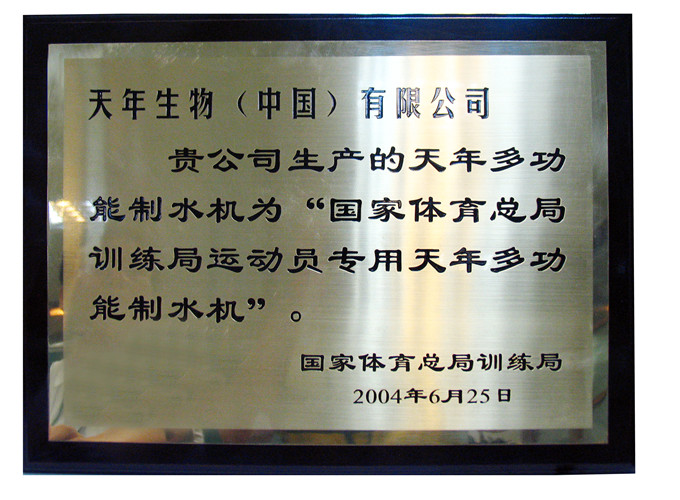 天年生物（中国）有限公司
贵公司生产的天年多功
能制水机为“国家体育总局
训练局运动员专用天年多功
能制水机”。
国家体育总局训练局
2004年6月25日